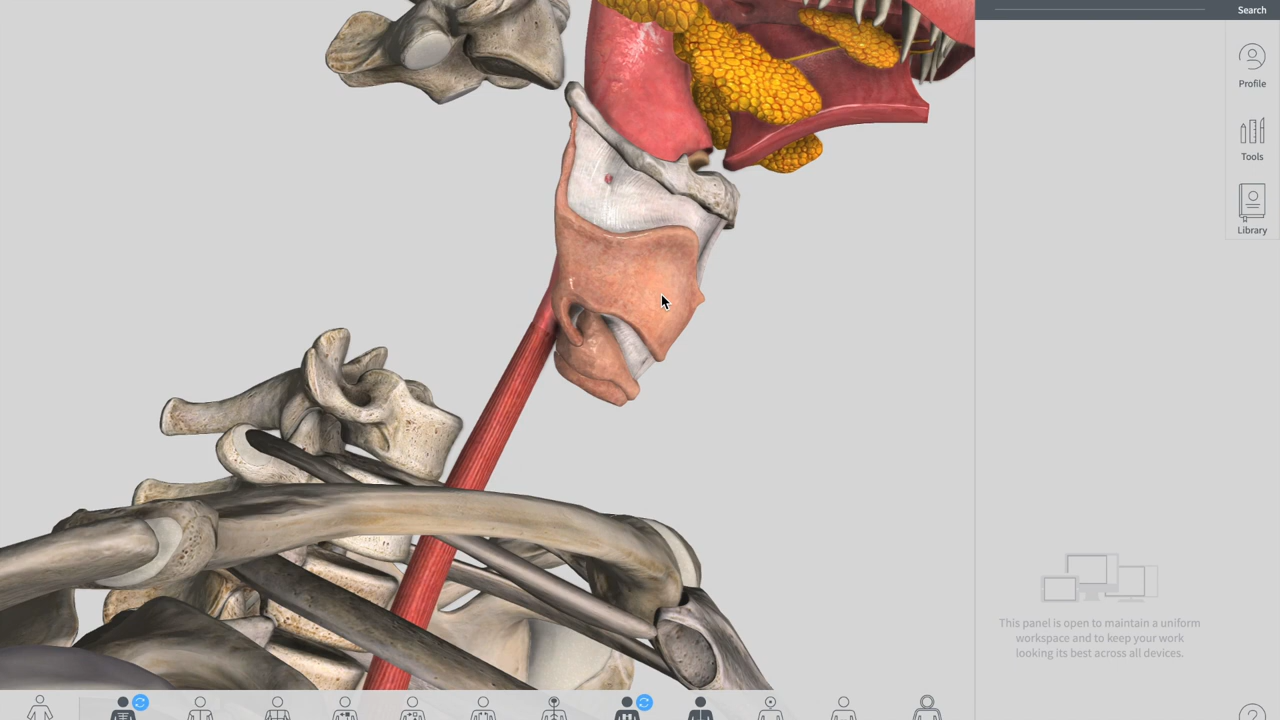 Search
Profile
Tools
Library
This panel is open to maintain a uniform
workspace and to keep your work
looking its best across all devices.